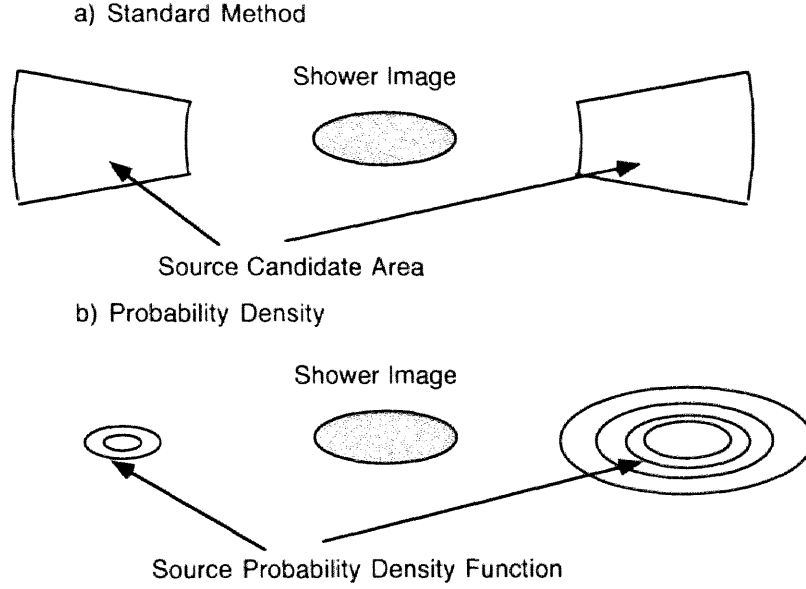 a) Standard Method
Shower Image
Source Candidate Area
b) Probability Density
Shower Image
Source Probability Density Function